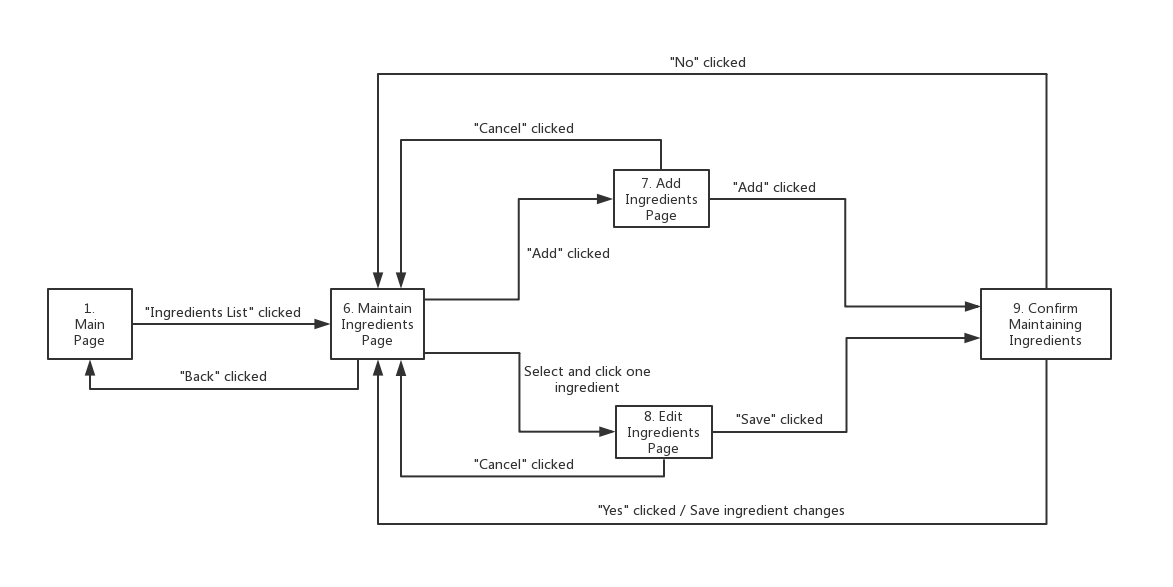 "No" clicked
"Cancel" clicked
7. Add
Ingredients
Page
"Add" clicked
"Add" clicked
1.
Main
Page
"Ingredients List" clicked
6. Maintain
Ingredients
Page
9. Confirm
Maintaining
Ingredients
"Back" clicked
Select and click one
ingredient
8. Edit
Ingredients
Page
"Save" clicked
"Cancel" clicked
"Yes" clicked / Save ingredient changes